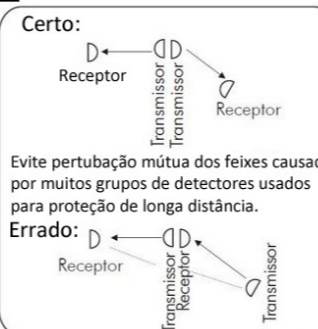 Certo:
Receptor
Transmissor
Transmissor
Receptor
Evite pertubação mútua dos feixes causad
por muitos grupos de detectores usados
para proteção de longa distância.
Errado:
Receptor
Transmissor
Receptor
Transmissor